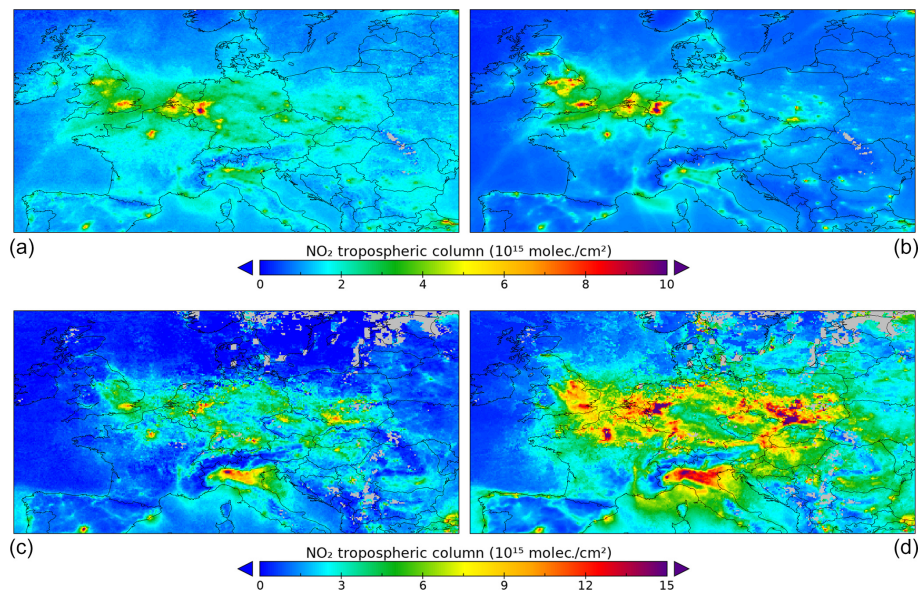 (a)
(b)
NO₂ tropospheric column (10¹⁵ molec./cm²)
0 2 4 6 8 10
(c)
(d)
NO₂ tropospheric column (10¹⁵ molec./cm²)
0 3 6 9 12 15